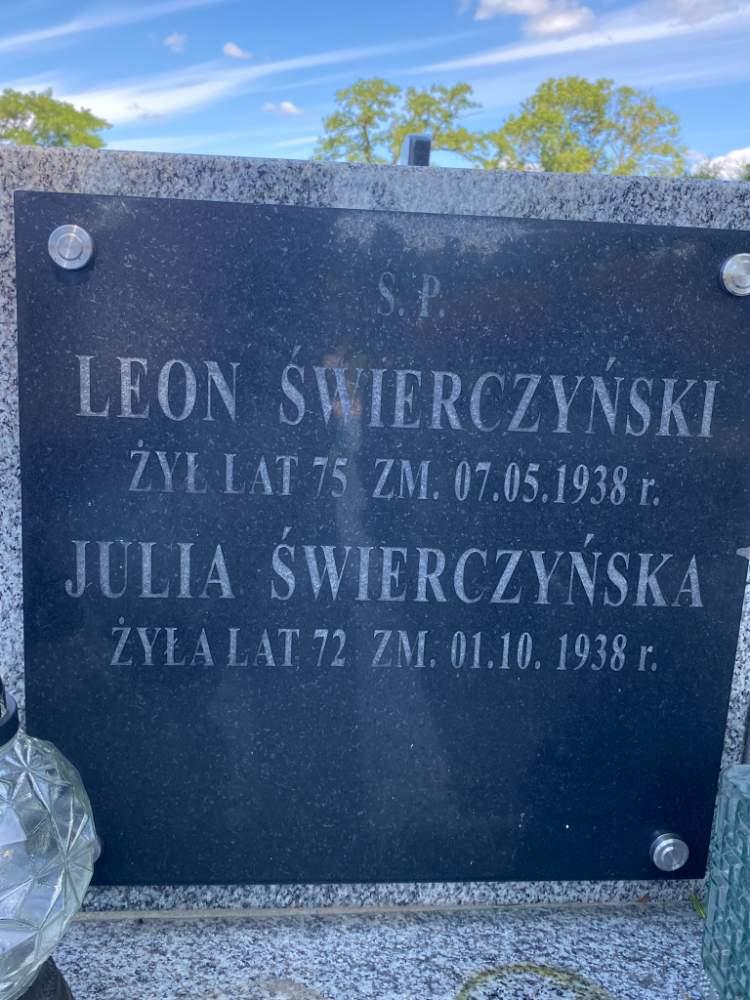 Ś. P.
LEON ŚWIERCZYŃSKI
ŻYŁ LAT 75 ZM. 07.05.1938 r.
JULIA ŚWIERCZYŃSKA
ŻYŁA LAT 72 ZM. 01.10. 1938 r.